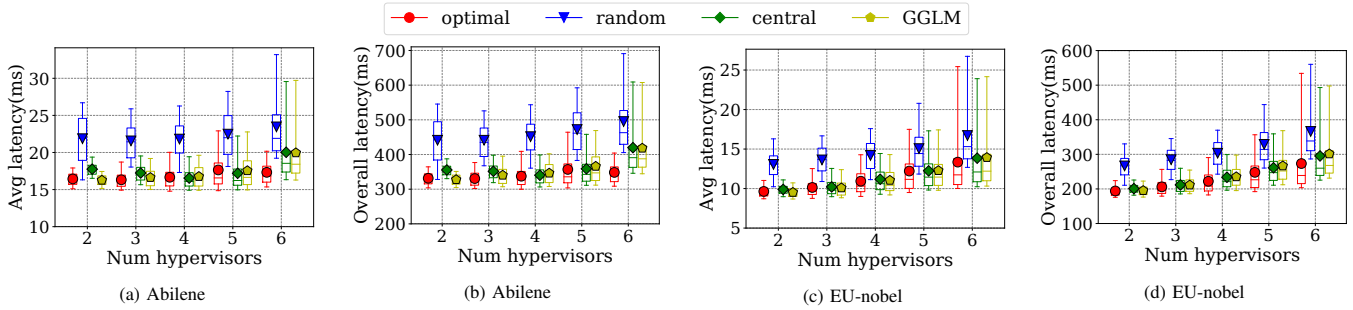 optimal random central GGLM
Avg latency(ms)
30
25
20
15
10
2 3 4 5 6
Num hypervisors
(a) Abilene
Overall latency(ms)
700
600
500
400
300
200
2 3 4 5 6
Num hypervisors
(b) Abilene
Avg latency(ms)
25
20
15
10
5
2 3 4 5 6
Num hypervisors
(c) EU-nobel
Overall latency(ms)
600
500
400
300
200
100
2 3 4 5 6
Num hypervisors
(d) EU-nobel